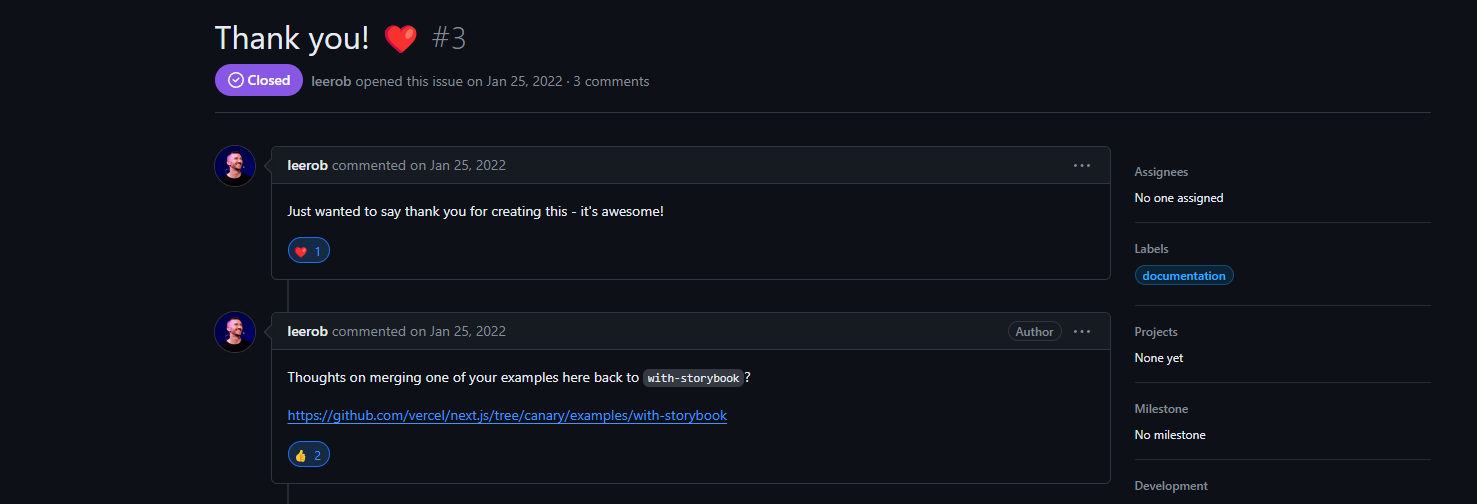 Thank you! ❤️ #3
Closed leerob opened this issue on Jan 25, 2022 · 3 comments
leerob commented on Jan 25, 2022 ···
Just wanted to say thank you for creating this - it's awesome!
❤️ 1
leerob commented on Jan 25, 2022 Author ···
Thoughts on merging one of your examples here back to with-storybook?
https://github.com/vercel/next.js/tree/canary/examples/with-storybook
👍 2
Assignees
No one assigned
Labels
documentation
Projects
None yet
Milestone
No milestone
Development